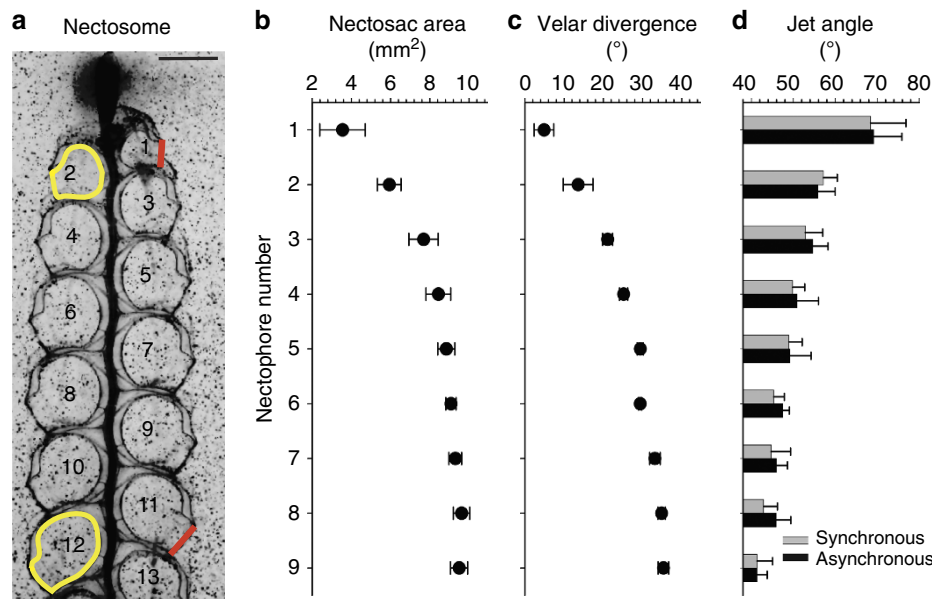 a
Nectosome
1
2
3
4
5
6
7
8
9
10
11
12
13
b
Nectosac area
(mm2)
2 4 6 8 10
Nectophore number
1
2
3
4
5
6
7
8
9
c
Velar divergence
(°)
0 10 20 30 40
d
Jet angle
(°)
40 50 60 70 80
Synchronous
Asynchronous